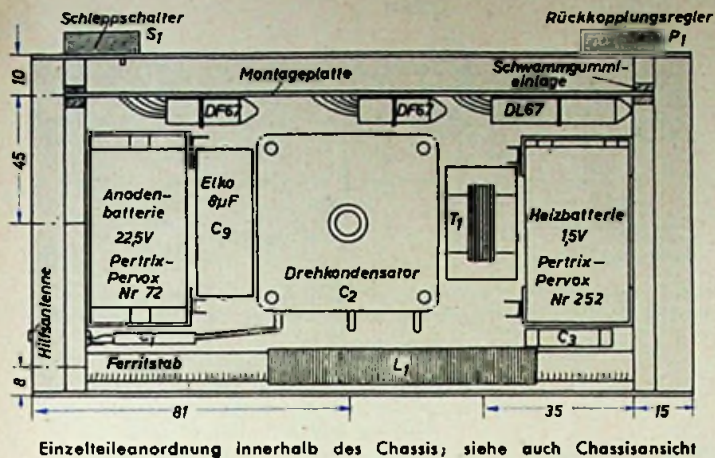 Schleppschalter
S1
Rückkopplungsregler
P1
10
Montageplatte
Schwammgummi-
einlage
DF67
DF67
DL67
45
Anoden-
batterie
22,5V
Pertrix-
Pervox
Nr 72
Elko
8µF
C9
Drehkondensator
C2
T1
Heizbatterie
1,5V
Pertrix-
Pervox
Nr 252
Hilfsantenne
C1
C3
Ferritstab
L1
8
81
35
15
Einzelteileanordnung innerhalb des Chassis; siehe auch Chassisansicht